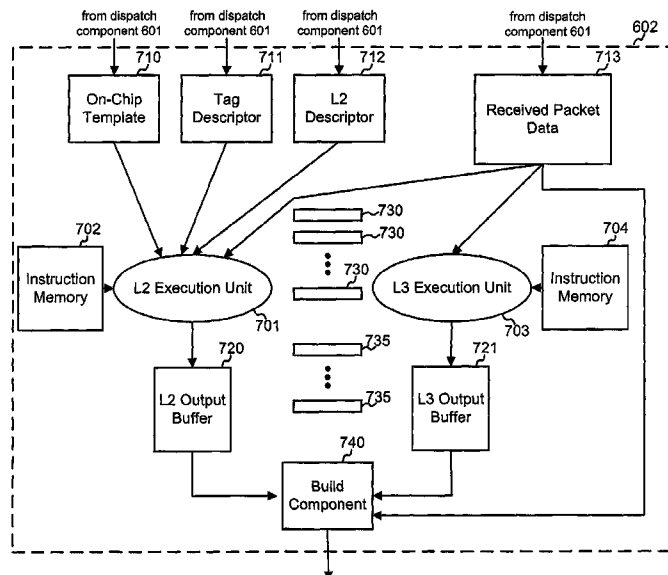 from dispatch
component 601
from dispatch
component 601
from dispatch
component 601
from dispatch
component 601
602
710
711
712
713
On-Chip
Template
Tag
Descriptor
L2
Descriptor
Received Packet
Data
730
730
702
704
730
Instruction
Memory
L2 Execution Unit
L3 Execution Unit
Instruction
Memory
701
703
720
735
721
L2 Output
Buffer
L3 Output
Buffer
735
740
Build
Component